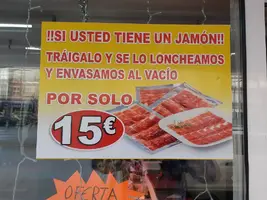 !!SI USTED TIENE UN JAMÓN!!
TRÁIGALO Y SE LO LONCHEAMOS
Y ENVASAMOS AL VACÍO
POR SOLO
15€
OFERTA